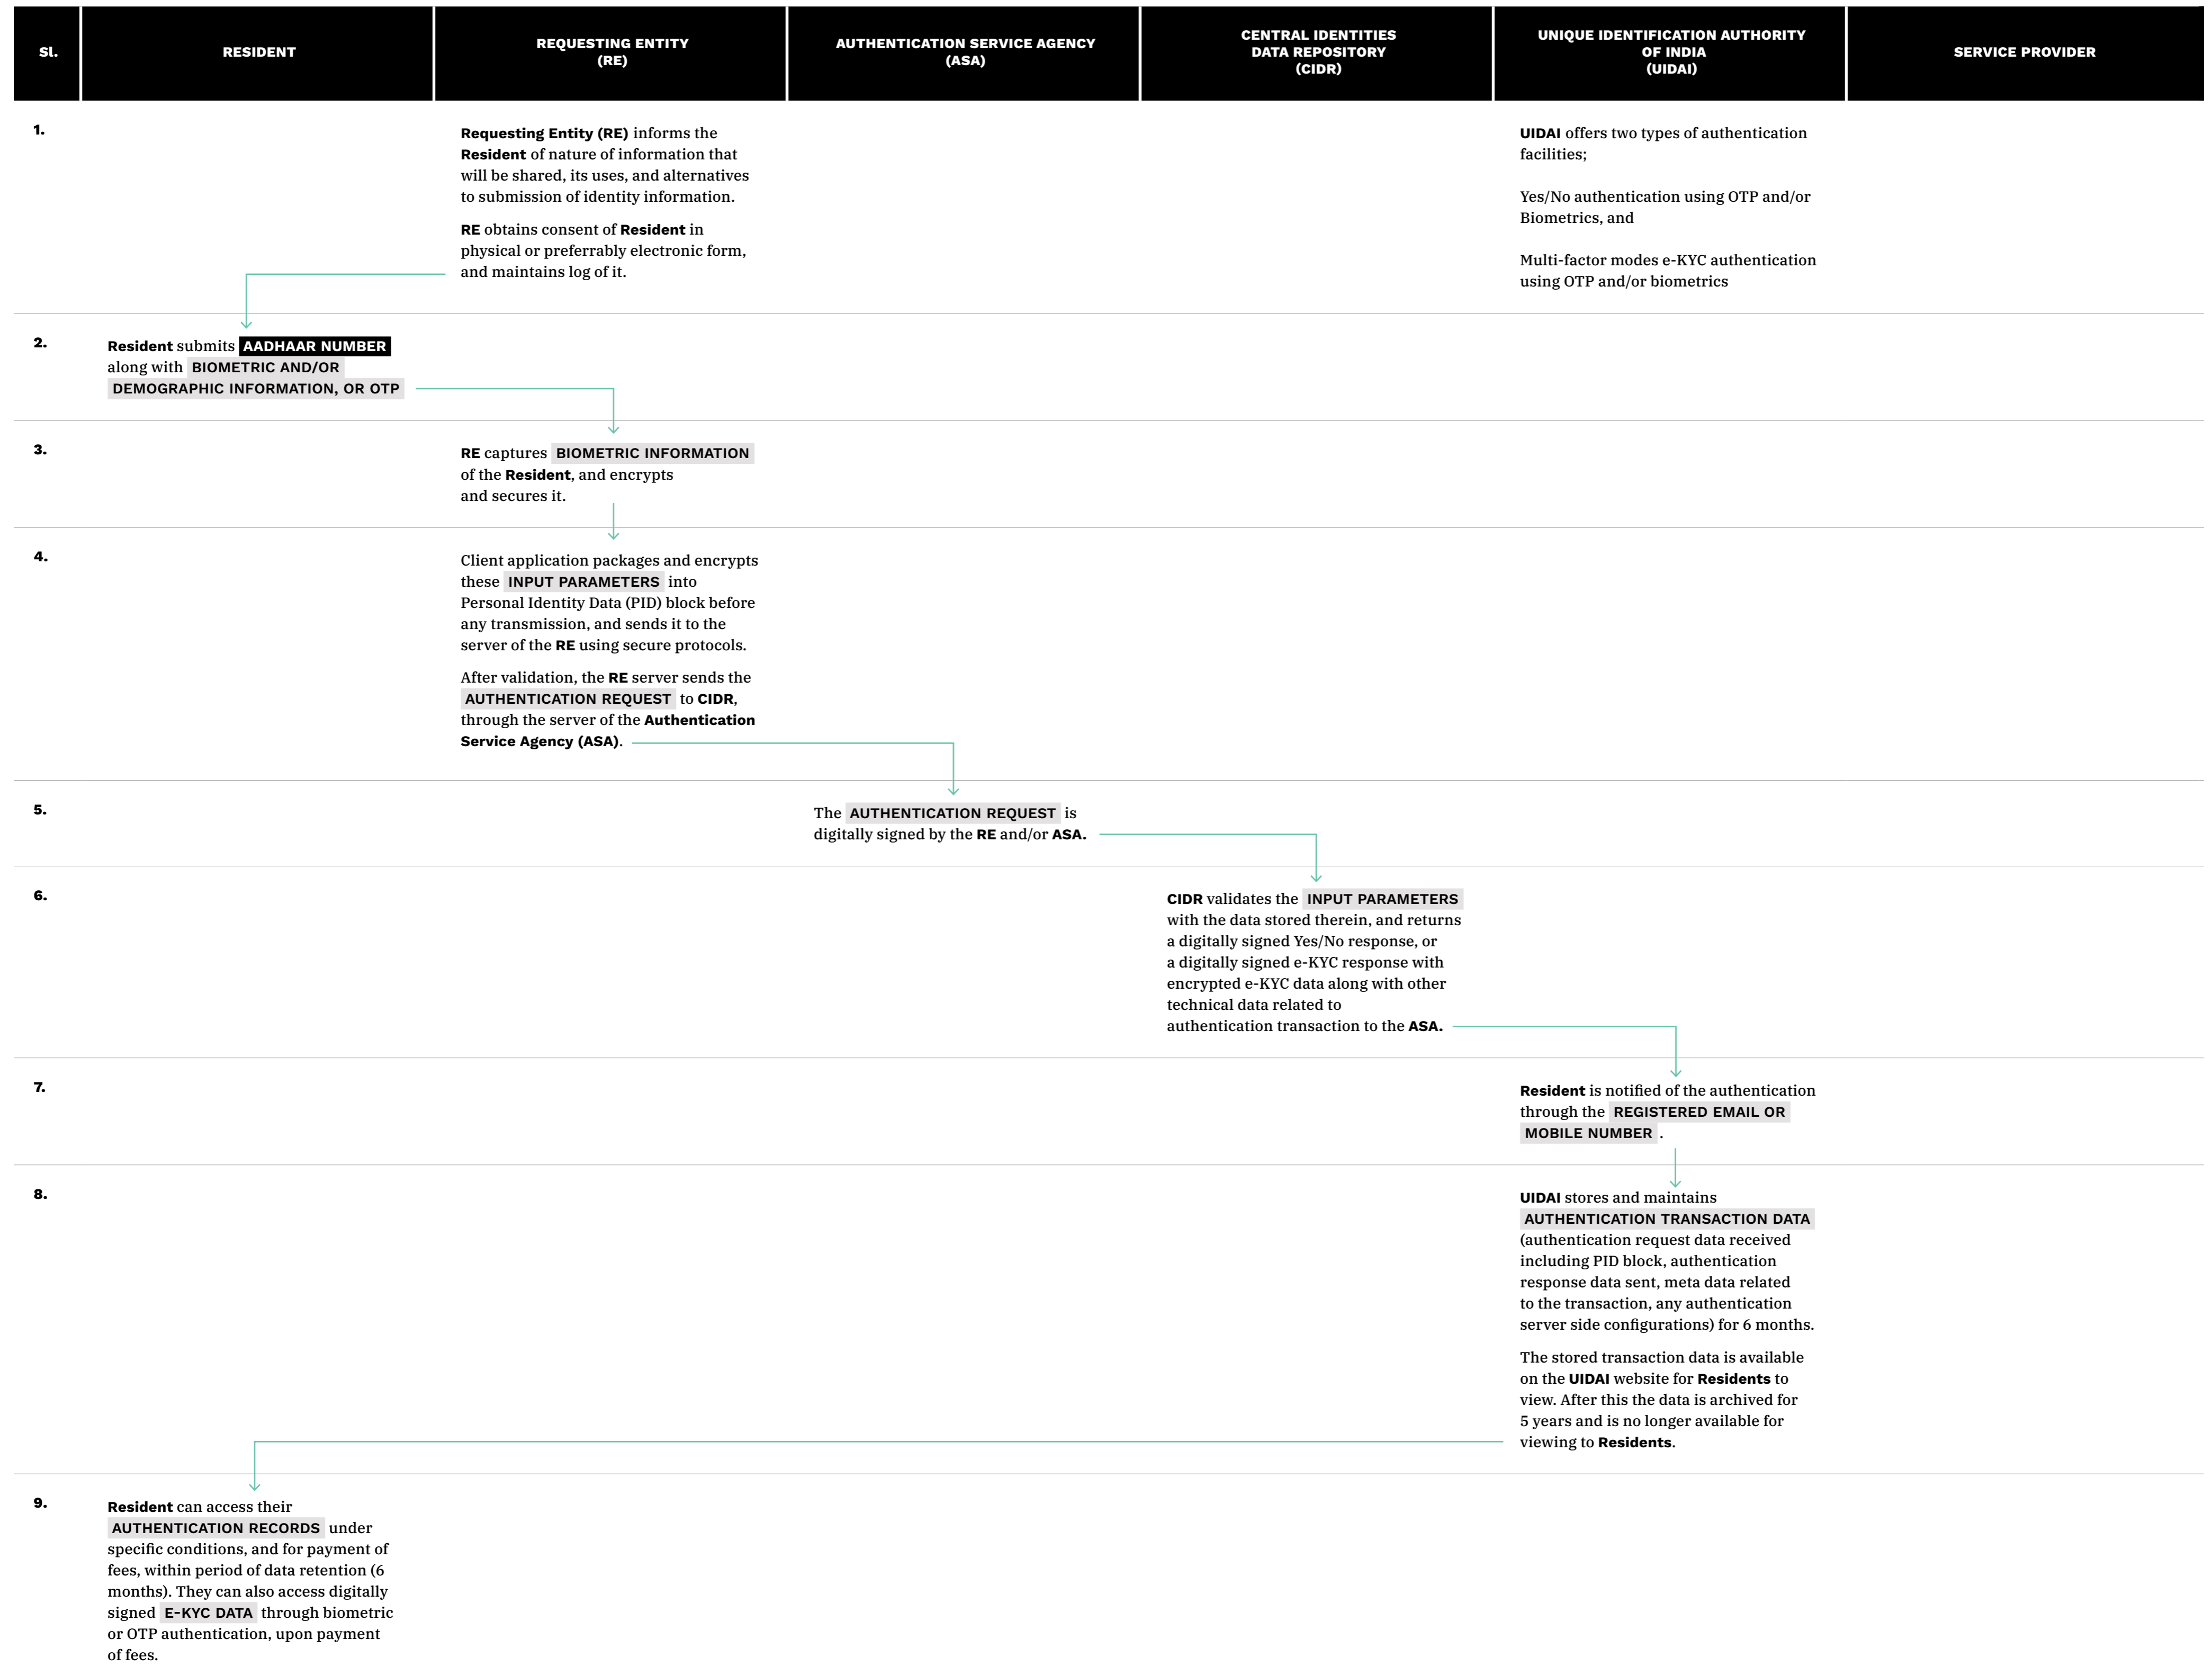 Sl.
RESIDENT
REQUESTING ENTITY
(RE)
AUTHENTICATION SERVICE AGENCY
(ASA)
CENTRAL IDENTITIES
DATA REPOSITORY
(CIDR)
UNIQUE IDENTIFICATION AUTHORITY
OF INDIA
(UIDAI)
SERVICE PROVIDER
1.
Requesting Entity (RE) informs the
Resident of nature of information that
will be shared, its uses, and alternatives
to submission of identity information.
RE obtains consent of Resident in
physical or preferrably electronic form,
and maintains log of it.
UIDAI offers two types of authentication
facilities;
Yes/No authentication using OTP and/or
Biometrics, and
Multi-factor modes e-KYC authentication
using OTP and/or biometrics
2.
Resident submits AADHAAR NUMBER
along with BIOMETRIC AND/OR
DEMOGRAPHIC INFORMATION, OR OTP
3.
RE captures BIOMETRIC INFORMATION
of the Resident, and encrypts
and secures it.
4.
Client application packages and encrypts
these INPUT PARAMETERS into
Personal Identity Data (PID) block before
any transmission, and sends it to the
server of the RE using secure protocols.
After validation, the RE server sends the
AUTHENTICATION REQUEST to CIDR,
through the server of the Authentication
Service Agency (ASA).
5.
The AUTHENTICATION REQUEST is
digitally signed by the RE and/or ASA.
6.
CIDR validates the INPUT PARAMETERS
with the data stored therein, and returns
a digitally signed Yes/No response, or
a digitally signed e-KYC response with
encrypted e-KYC data along with other
technical data related to
authentication transaction to the ASA.
7.
Resident is notified of the authentication
through the REGISTERED EMAIL OR
MOBILE NUMBER .
8.
UIDAI stores and maintains
AUTHENTICATION TRANSACTION DATA
(authentication request data received
including PID block, authentication
response data sent, meta data related
to the transaction, any authentication
server side configurations) for 6 months.
The stored transaction data is available
on the UIDAI website for Residents to
view. After this the data is archived for
5 years and is no longer available for
viewing to Residents.
9.
Resident can access their
AUTHENTICATION RECORDS under
specific conditions, and for payment of
fees, within period of data retention (6
months). They can also access digitally
signed E-KYC DATA through biometric
or OTP authentication, upon payment
of fees.